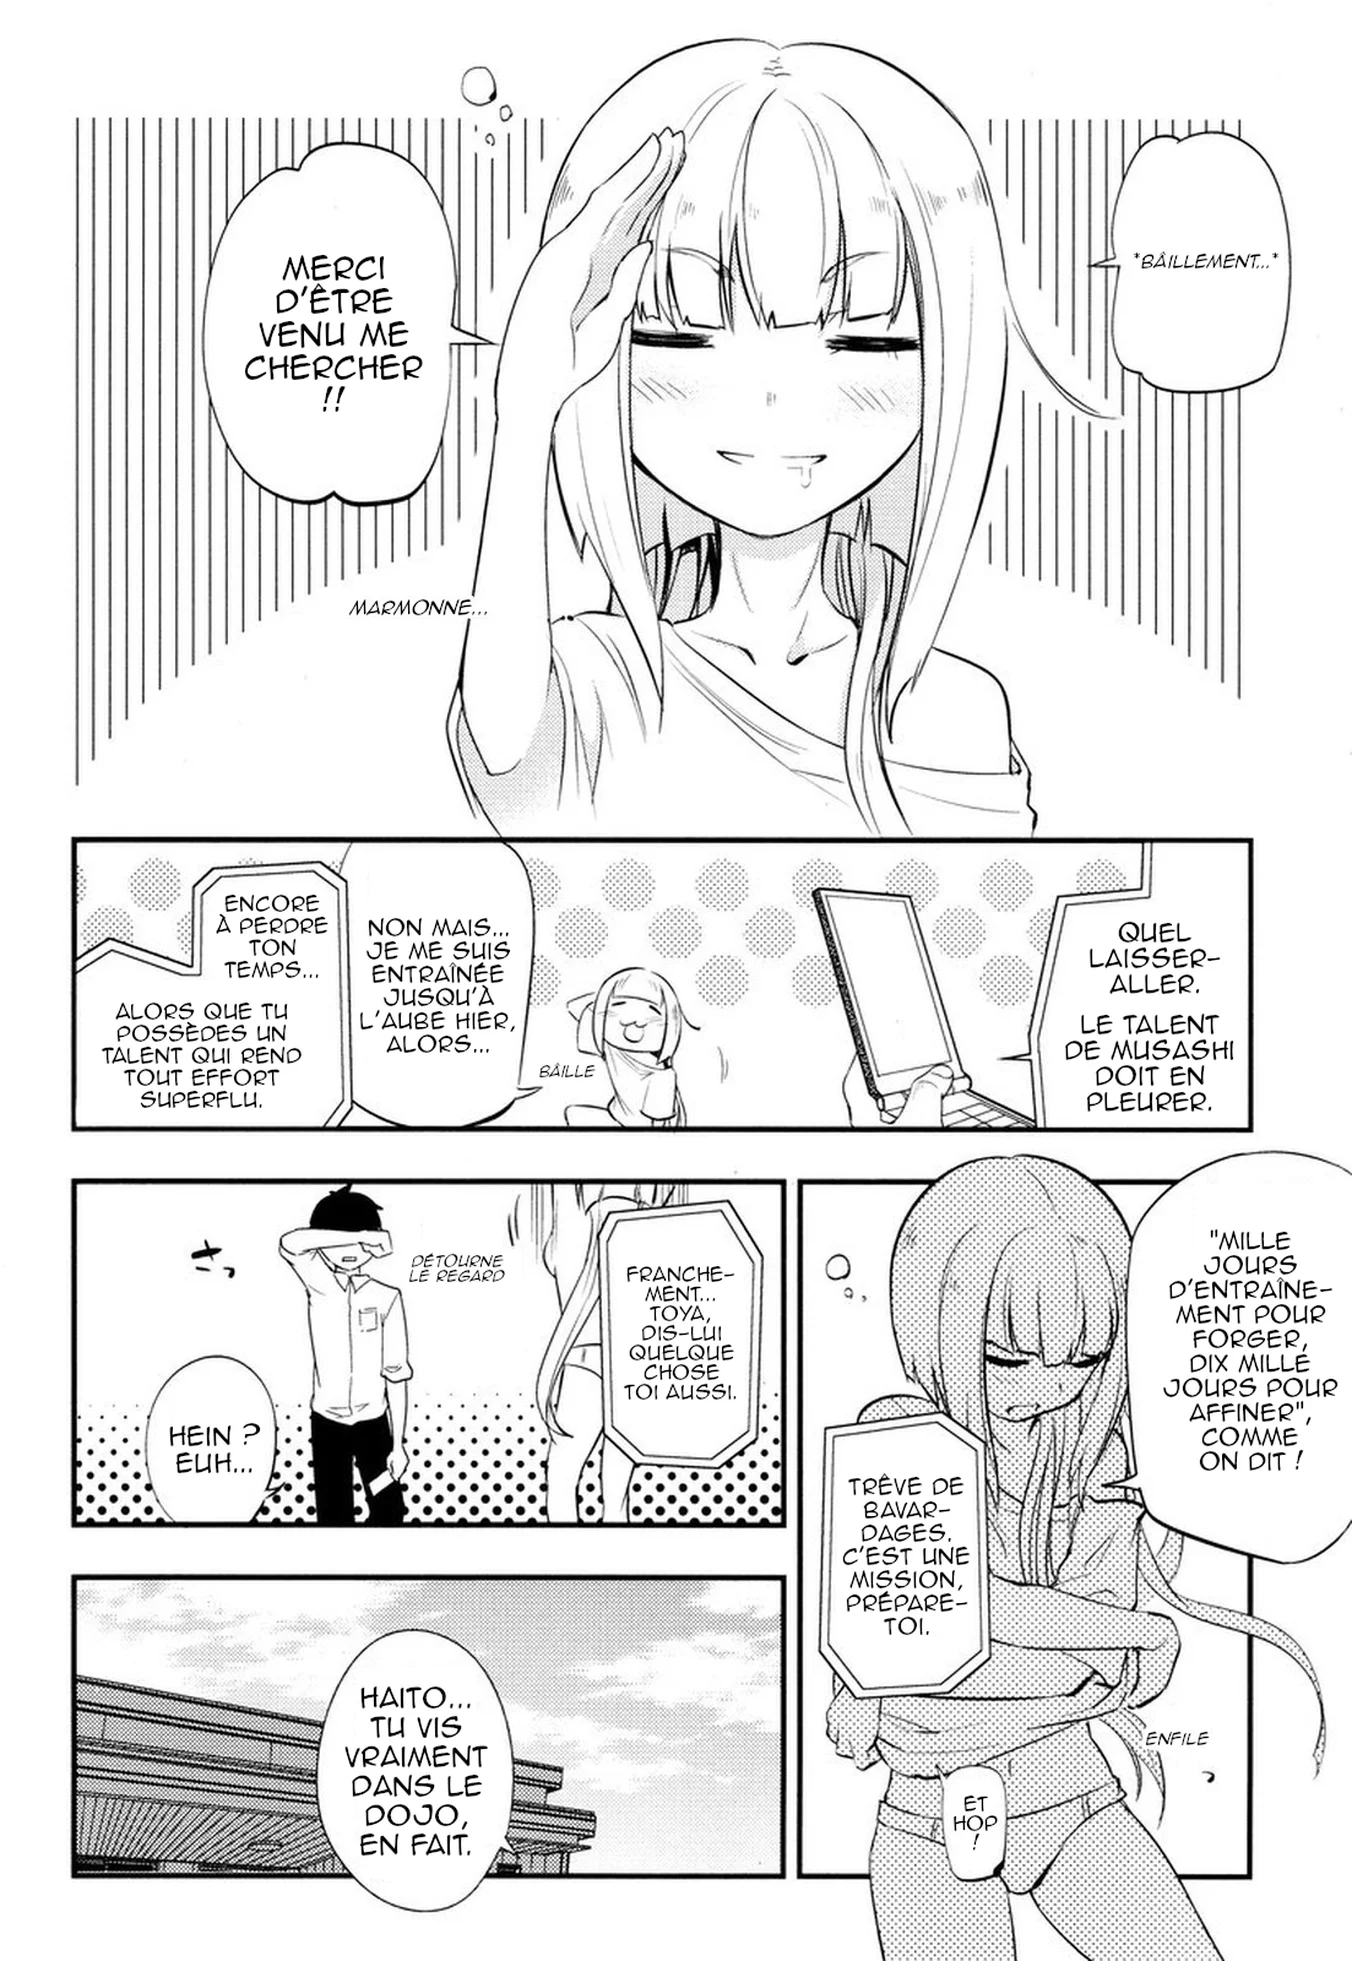 *BÂILLEMENT...*
MERCI
D'ÊTRE
VENU ME
CHERCHER
!!
MARMONNE...
QUEL
LAISSER-
ALLER.
LE TALENT
DE MUSASHI
DOIT EN
PLEURER.
BÂILLE
NON MAIS...
JE ME SUIS
ENTRAÎNÉE
JUSQU'À
L'AUBE HIER,
ALORS...
ENCORE
À PERDRE
TON
TEMPS...
ALORS QUE TU
POSSÈDES UN
TALENT QUI REND
TOUT EFFORT
SUPERFLU.
"MILLE
JOURS
D'ENTRAÎNE-
MENT POUR
FORGER,
DIX MILLE
JOURS POUR
AFFINER",
COMME
ON DIT !
TRÊVE DE
BAVAR-
DAGES.
C'EST UNE
MISSION,
PRÉPARE-
TOI.
ENFILE
ET
HOP
!
FRANCHE-
MENT...
TOYA,
DIS-LUI
QUELQUE
CHOSE
TOI AUSSI.
DÉTOURNE
LE REGARD
HEIN ?
EUH...
HAITO...
TU VIS
VRAIMENT
DANS LE
DOJO,
EN FAIT.